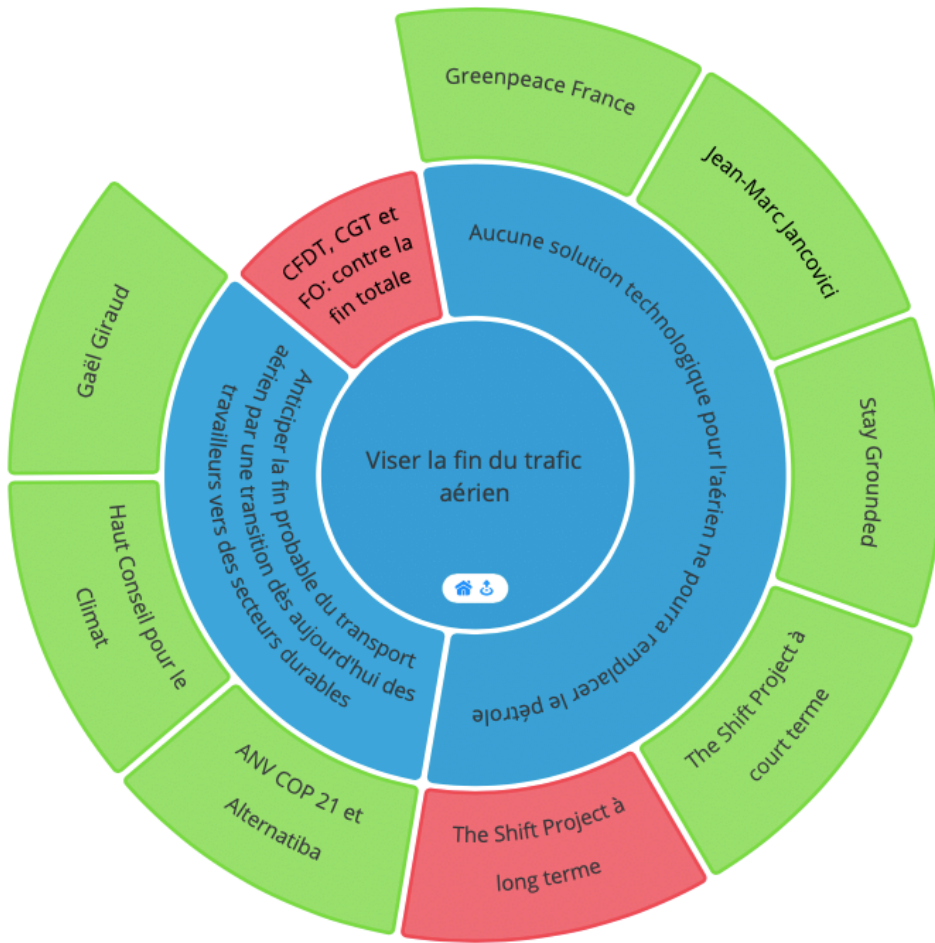 Viser la fin du trafic
aérien
Aucune solution technologique pour l'aérien ne pourra remplacer le pétrole
Greenpeace France
Jean-Marc Jancovici
Stay Grounded
The Shift Project à
court terme
The Shift Project à
long terme
Anticiper la fin probable du transport
aérien par une transition dès aujourd'hui des
travailleurs vers des secteurs durables
ANV COP 21 et
Alternatiba
Haut Conseil pour le
Climat
Gaël Giraud
CFDT, CGT et
FO: contre la
fin totale